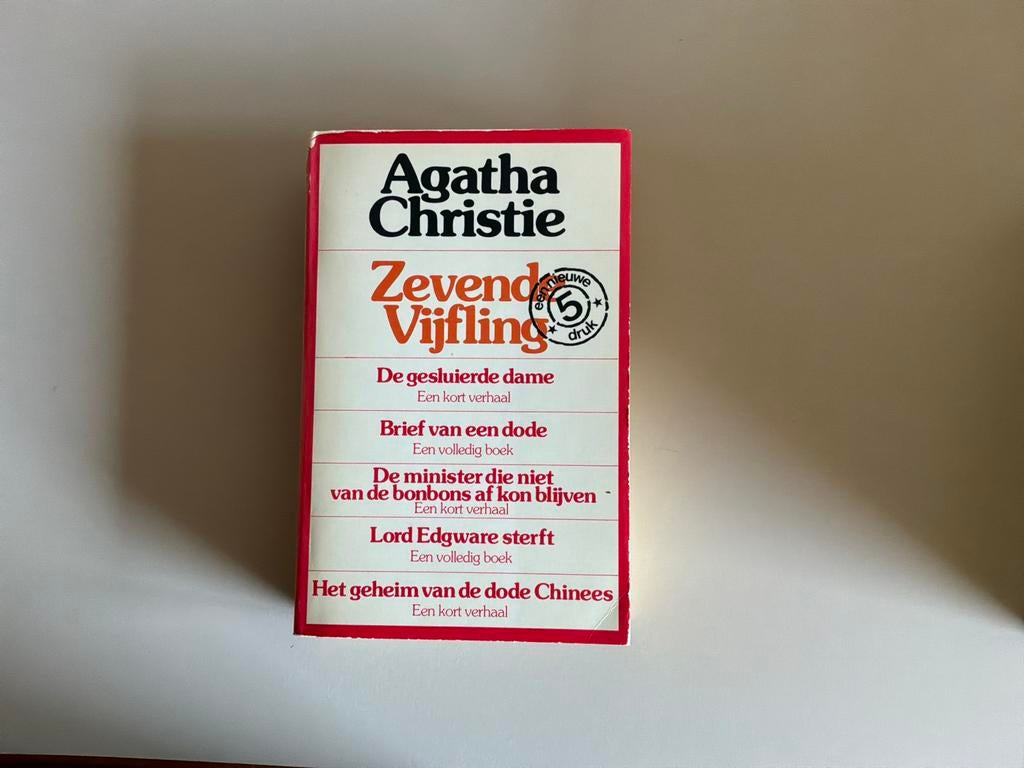 Agatha
Christie
Zevende
Vijfling
een nieuwe
5
druk
De gesluierde dame
Een kort verhaal
Brief van een dode
Een volledig boek
De minister die niet
van de bonbons af kon blijven
Een kort verhaal
Lord Edgware sterft
Een volledig boek
Het geheim van de dode Chinees
Een kort verhaal